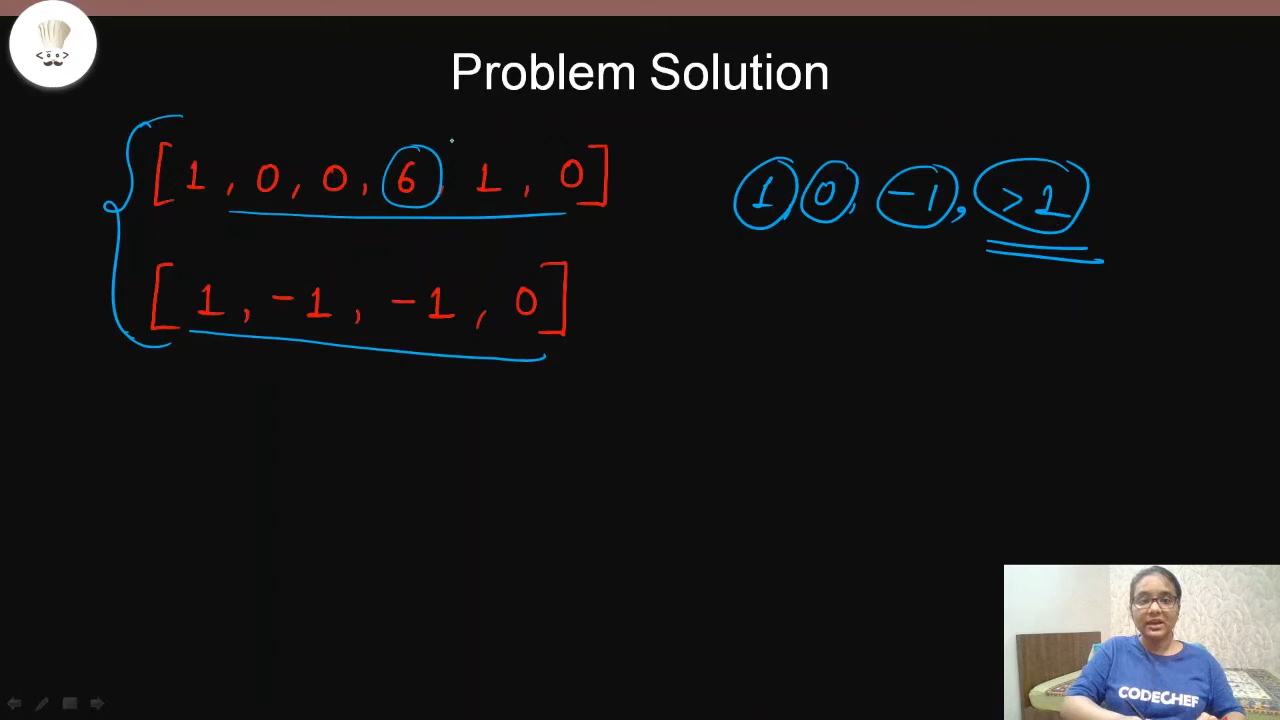 Problem Solution
[1, 0, 0, 6, 1, 0]
1, 0, -1, >1
[1, -1, -1, 0]
CODECHEF